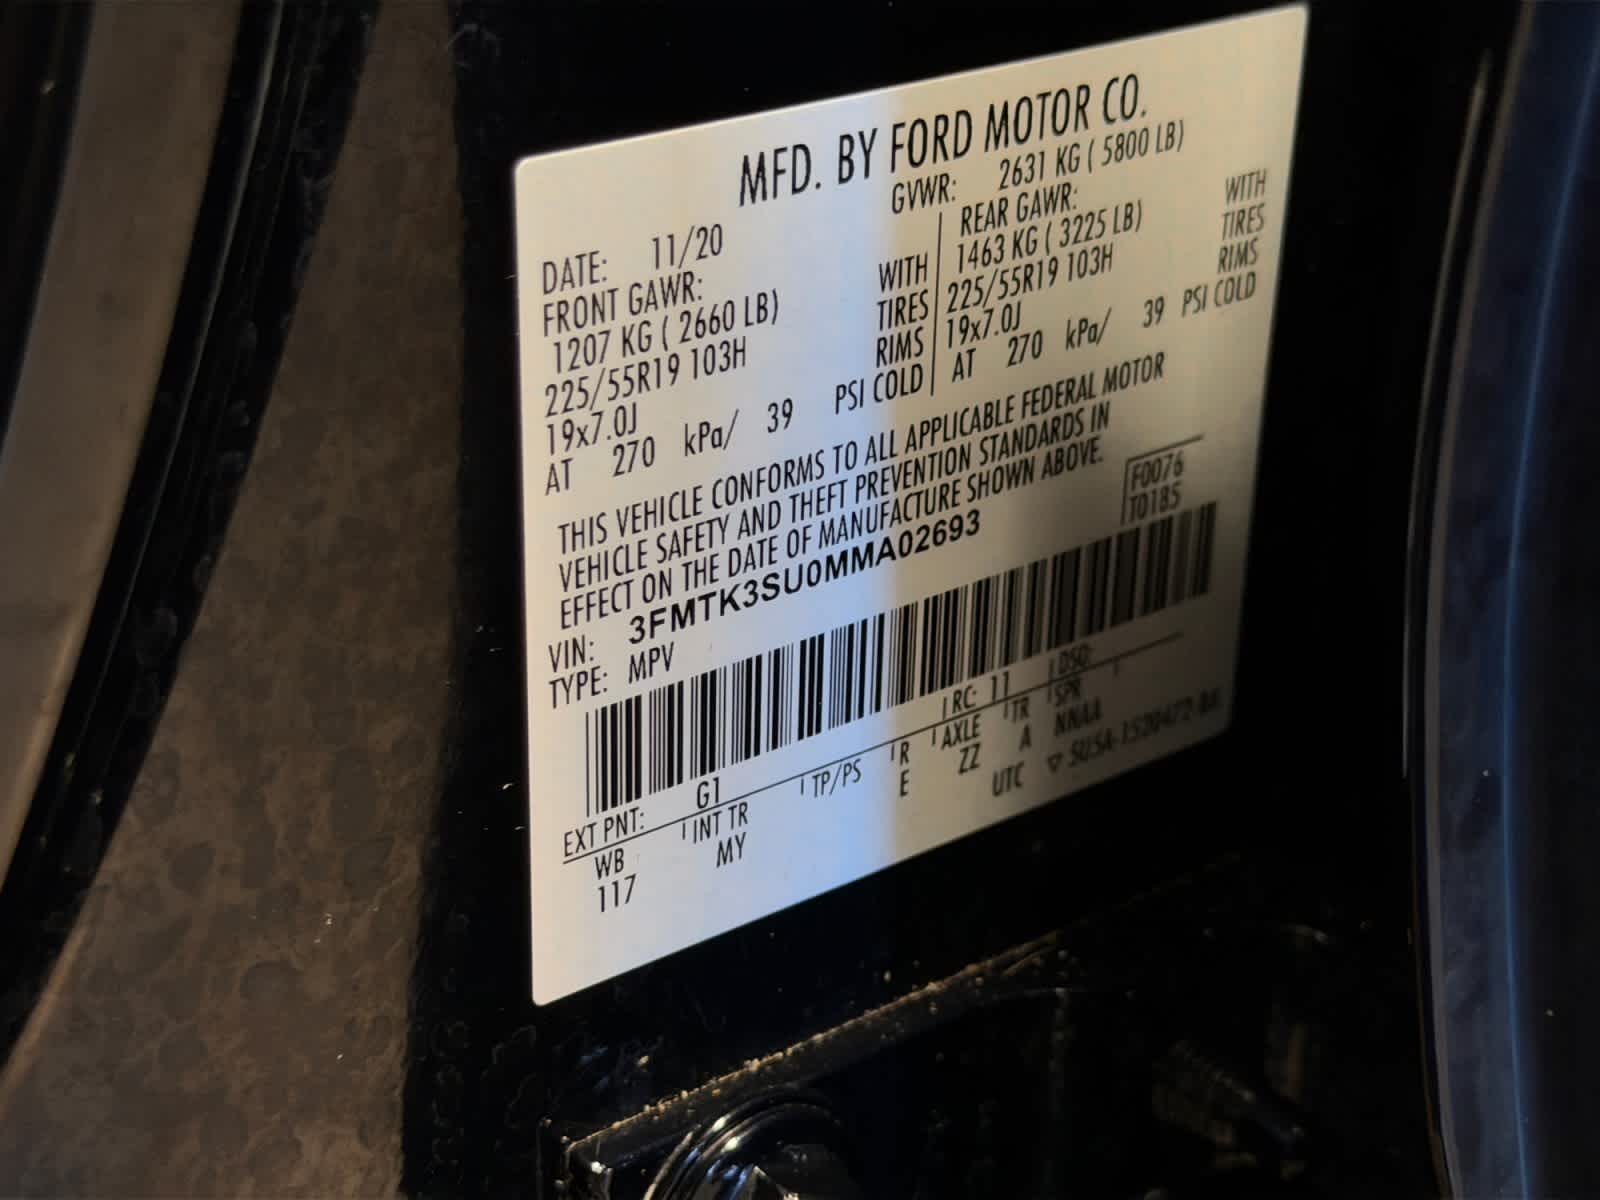 MFD. BY FORD MOTOR CO.
DATE: 11/20
GVWR: 2631 KG ( 5800 LB)
FRONT GAWR:
1207 KG ( 2660 LB) WITH
225/55R19 103H TIRES
19x7.0J RIMS
AT 270 kPa/ 39 PSI COLD
REAR GAWR:
1463 KG ( 3225 LB) WITH
225/55R19 103H TIRES
19x7.0J RIMS
AT 270 kPa/ 39 PSI COLD
THIS VEHICLE CONFORMS TO ALL APPLICABLE FEDERAL MOTOR
VEHICLE SAFETY AND THEFT PREVENTION STANDARDS IN
EFFECT ON THE DATE OF MANUFACTURE SHOWN ABOVE.
F0076
T0185
VIN: 3FMTK3SU0MMA02693
TYPE: MPV
EXT PNT: G1 RC: 11 DSO:
WB INT TR TP/PS R AXLE TR SPR
117 MY E ZZ A NNAA
UTC